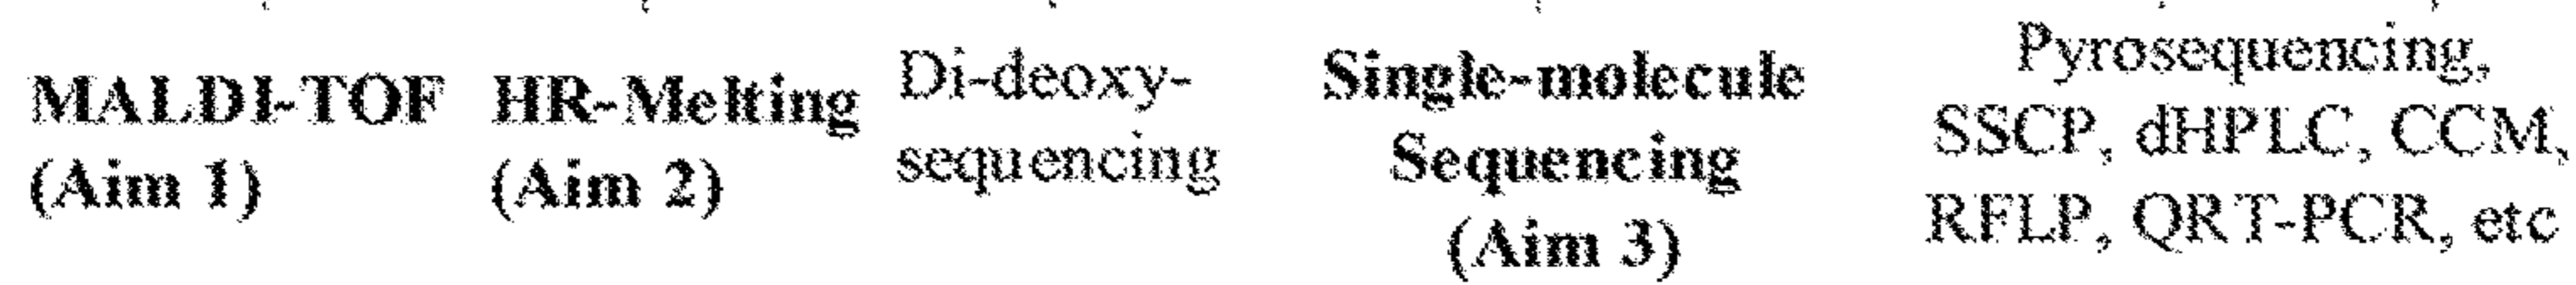 MALDI-TOF
(Aim 1)
HR-Melting
(Aim 2)
Di-deoxy-
sequencing
Single-molecule
Sequencing
(Aim 3)
Pyrosequencing,
SSCP, dHPLC, CCM,
RFLP, QRT-PCR, etc